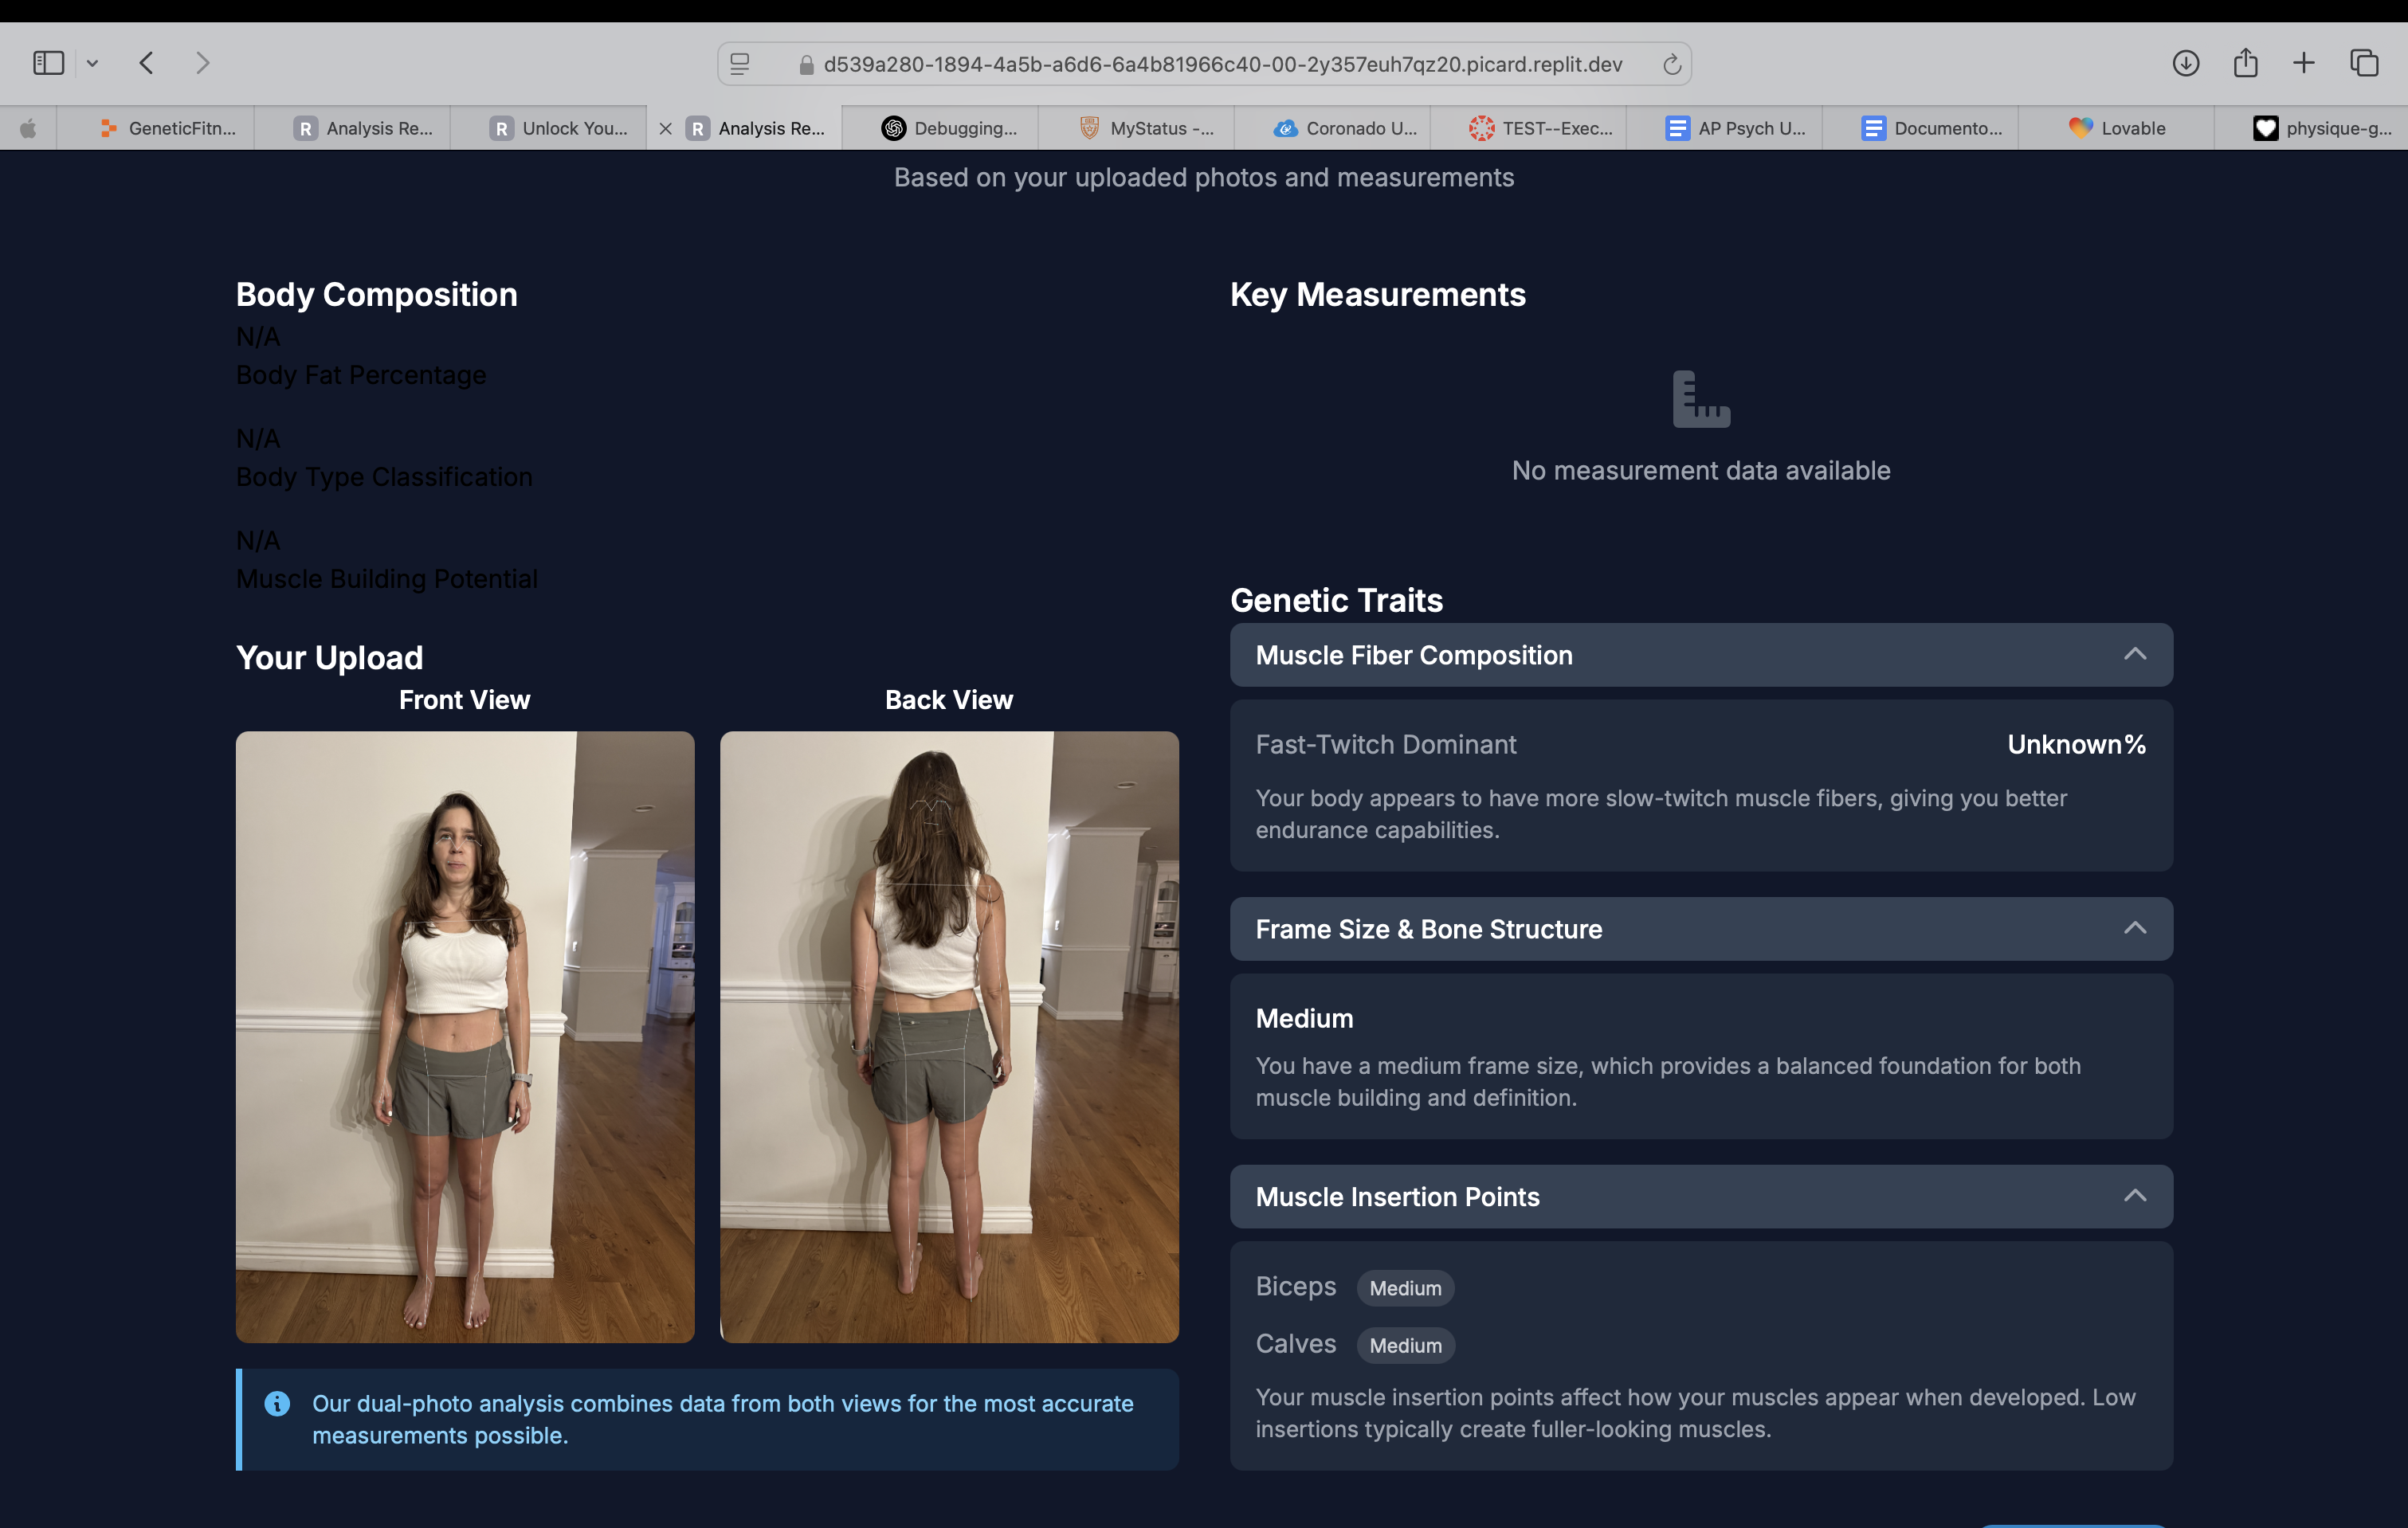 d539a280-1894-4a5b-a6d6-6a4b81966c40-00-2y357euh7qz20.picard.replit.dev
GeneticFitn...
R Analysis Re...
R Unlock You...
R Analysis Re...
Debugging...
MyStatus -...
Coronado U...
TEST--Exec...
AP Psych U...
Documento...
Lovable
physique-g...
Based on your uploaded photos and measurements
Body Composition
N/A
Body Fat Percentage
N/A
Body Type Classification
N/A
Muscle Building Potential
Your Upload
Front View
Back View
Our dual-photo analysis combines data from both views for the most accurate
measurements possible.
Key Measurements
No measurement data available
Genetic Traits
Muscle Fiber Composition
Fast-Twitch Dominant
Unknown%
Your body appears to have more slow-twitch muscle fibers, giving you better
endurance capabilities.
Frame Size & Bone Structure
Medium
You have a medium frame size, which provides a balanced foundation for both
muscle building and definition.
Muscle Insertion Points
Biceps Medium
Calves Medium
Your muscle insertion points affect how your muscles appear when developed. Low
insertions typically create fuller-looking muscles.